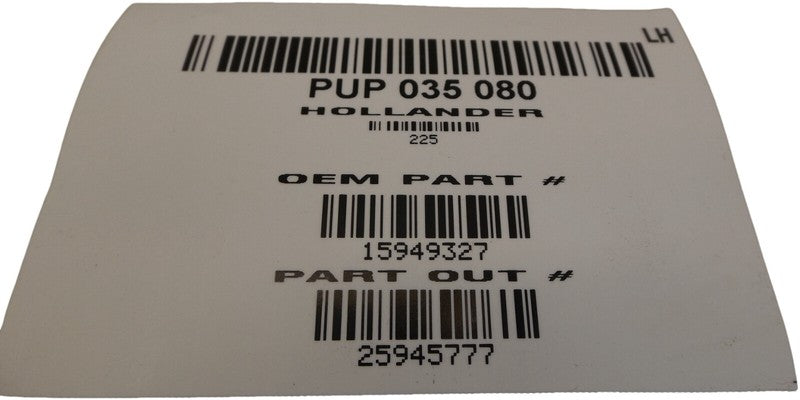 LH
PUP 035 080
HOLLANDER
225
OEM PART #
15949327
PART OUT #
25945777